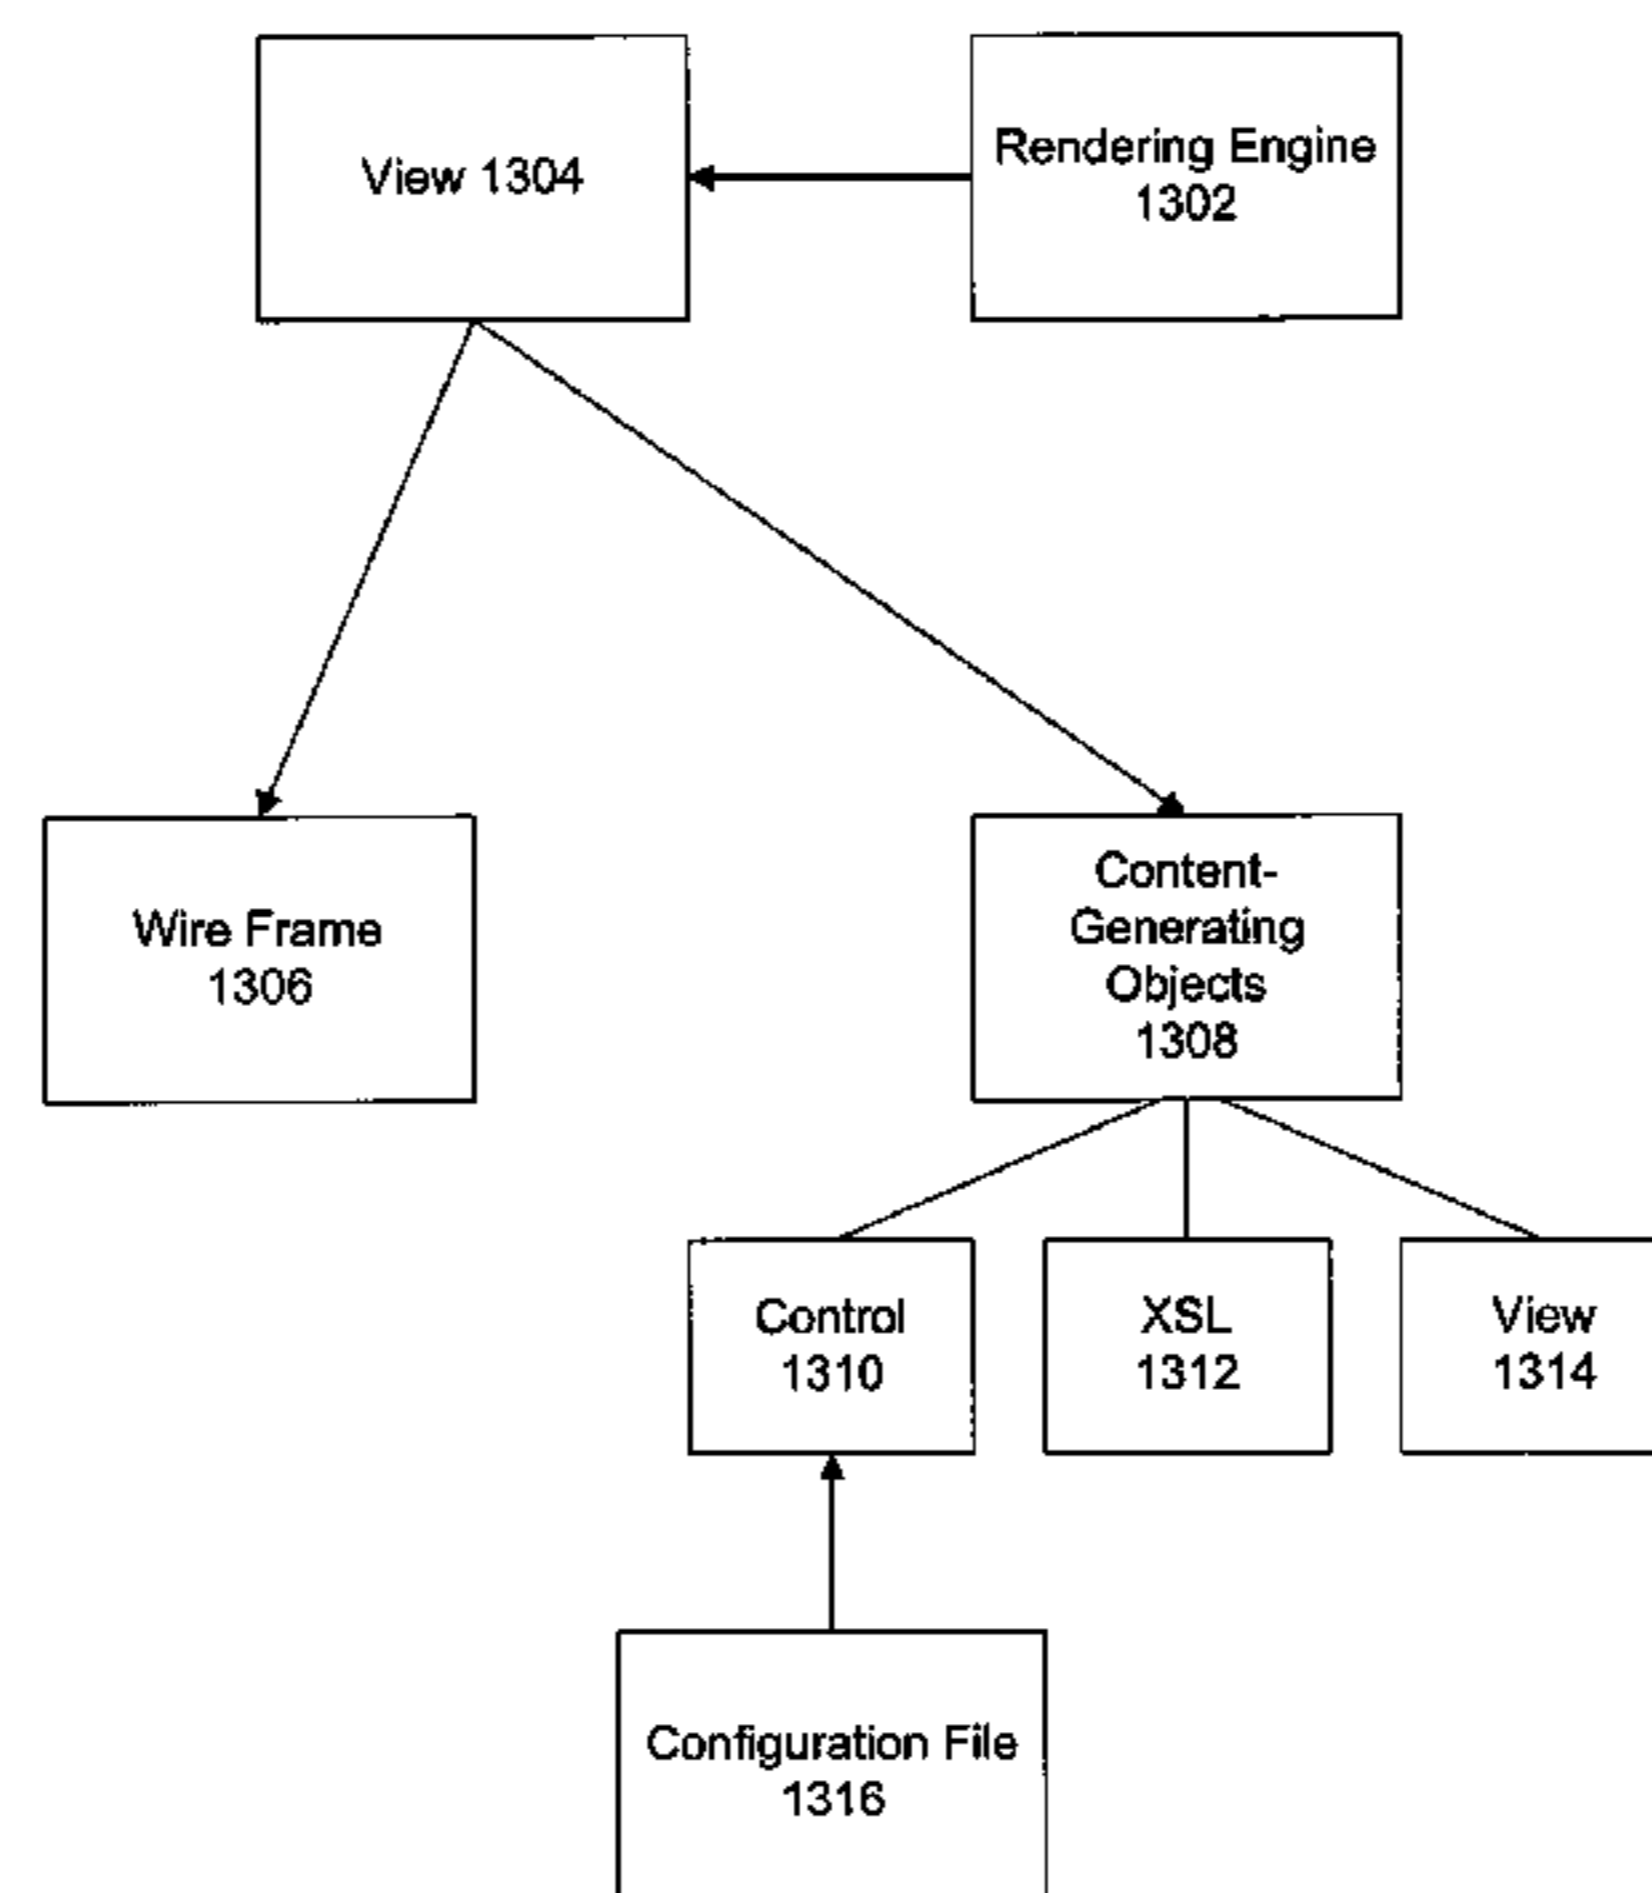 View 1304
Rendering Engine
1302
Wire Frame
1306
Content-
Generating
Objects
1308
Control
1310
XSL
1312
View
1314
Configuration File
1316